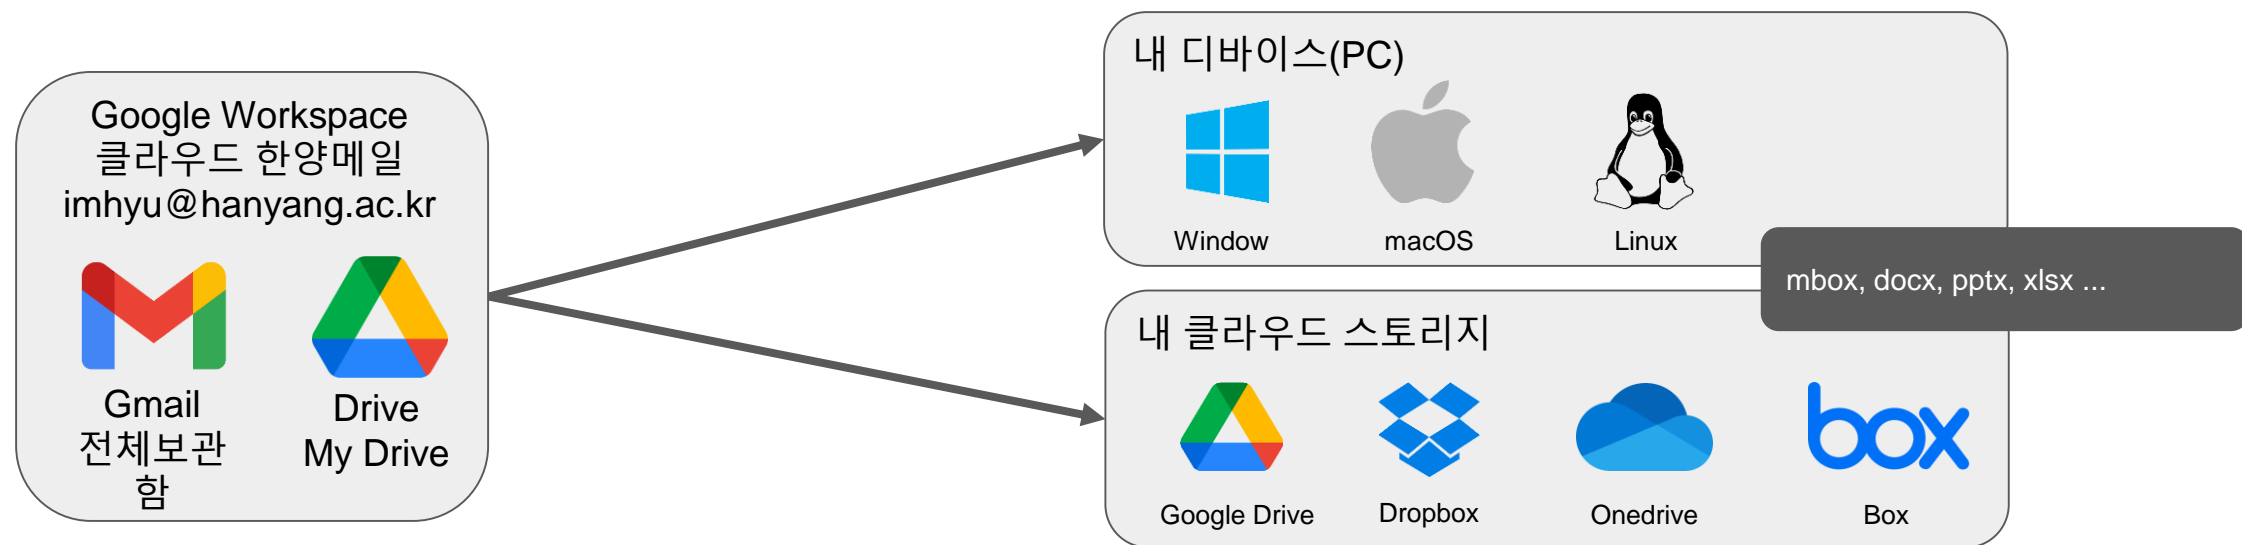 Google Workspace
클라우드 한양메일
imhyu@hanyang.ac.kr
Gmail
전체보관
함
Drive
My Drive
내 디바이스(PC)
Window
macOS
Linux
mbox, docx, pptx, xlsx ...
내 클라우드 스토리지
box
Google Drive
Dropbox
Onedrive
Box